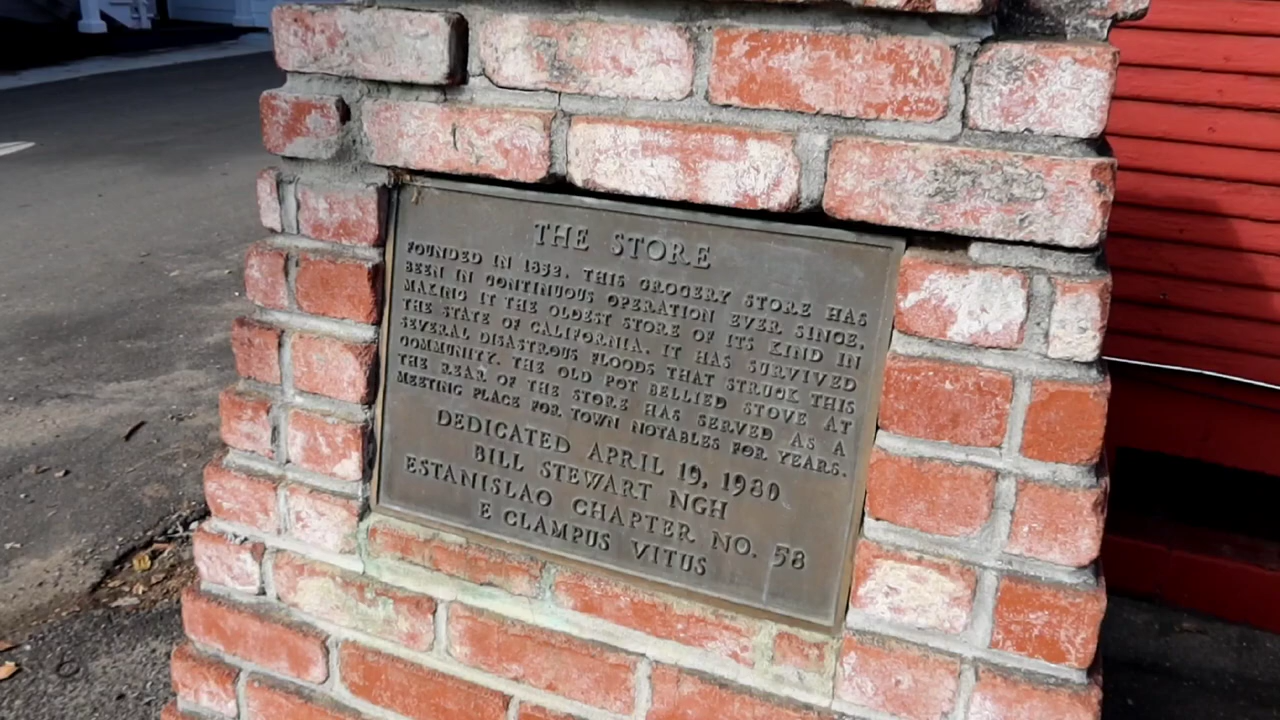 THE STORE
FOUNDED IN 1852. THIS GROCERY STORE HAS
BEEN IN CONTINUOUS OPERATION EVER SINCE,
MAKING IT THE OLDEST STORE OF ITS KIND IN
THE STATE OF CALIFORNIA. IT HAS SURVIVED
SEVERAL DISASTROUS FLOODS THAT STRUCK THIS
COMMUNITY. THE OLD POT BELLIED STOVE AT
THE REAR OF THE STORE HAS SERVED AS A
MEETING PLACE FOR TOWN NOTABLES FOR YEARS.
DEDICATED APRIL 19, 1980
BILL STEWART NGH
ESTANISLAO CHAPTER NO. 58
E CLAMPUS VITUS